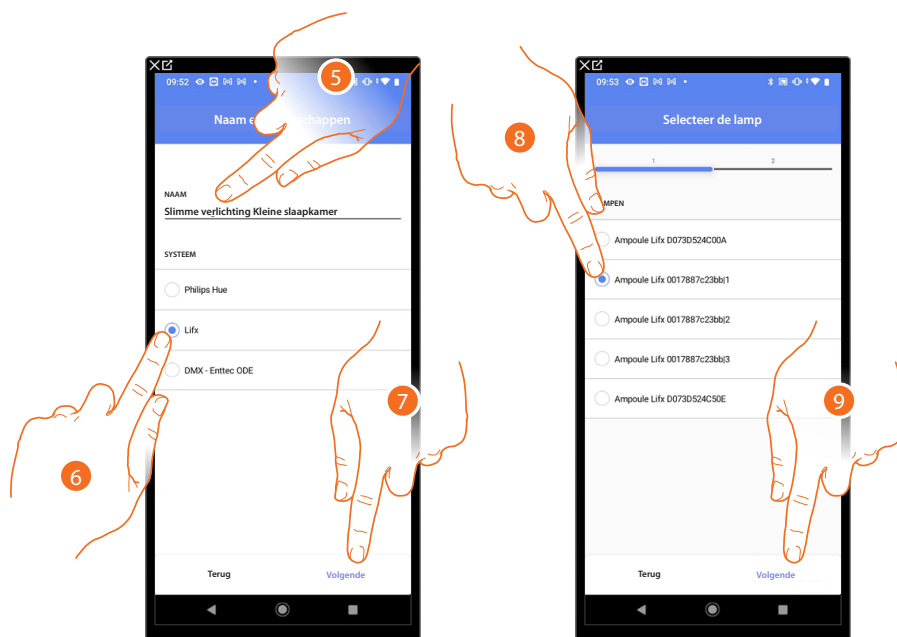 5
09:52
Naam e chappen
NAAM
Slimme verlichting Kleine slaapkamer
SYSTEEM
Philips Hue
Lifx
DMX - Enttec ODE
6
7
Terug
Volgende
8
09:53
Selecteer de lamp
1
2
MPEN
Ampoule Lifx D073D524C00A
Ampoule Lifx 0017887c23bb|1
Ampoule Lifx 0017887c23bb|2
Ampoule Lifx 0017887c23bb|3
Ampoule Lifx D073D524C50E
9
Terug
Volgende